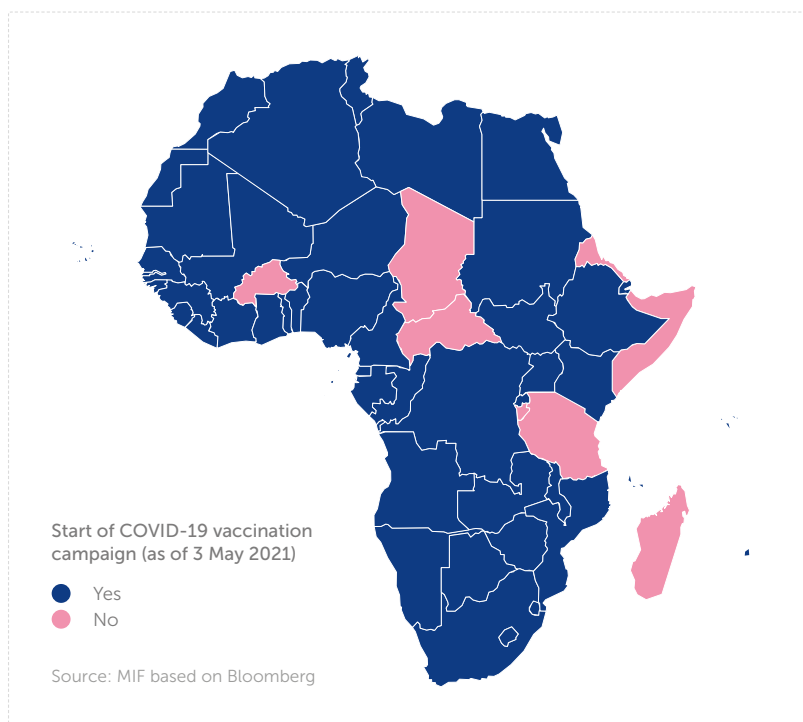 Start of COVID-19 vaccination
campaign (as of 3 May 2021)
Yes
No
Source: MIF based on Bloomberg